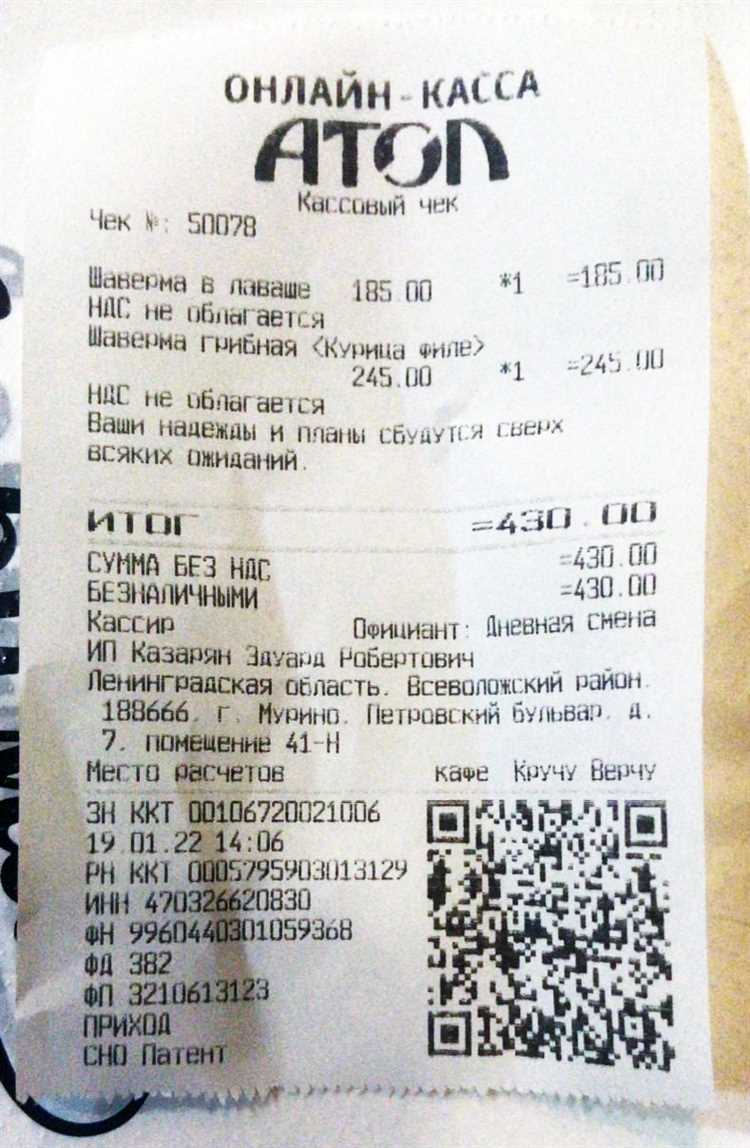 ОНЛАЙН-КАССА
АТОЛ
Кассовый чек
Чек №: 50078
Шаверма в лаваше 185.00 *1 =185.00
НДС не облагается
Шаверма грибная <Курица филе>
245.00 *1 =245.00
НДС не облагается
Ваши надежды и планы сбудутся сверх
всяких ожиданий.
ИТОГ =430.00
СУММА БЕЗ НДС =430.00
БЕЗНАЛИЧНЫМИ =430.00
Кассир Официант: Дневная смена
ИП Казарян Эдуард Робертович
Ленинградская область. Всеволожский район.
188666. г. Мурино. Петровский бульвар. д.
7. помещение 41-Н
Место расчетов кафе Кручу Верчу
ЗН ККТ 00106720021006
19.01.22 14:06
РН ККТ 0005795903013129
ИНН 470326620830
ФН 9960440301059368
ФД 382
ФП 3210613123
ПРИХОД
СНО Патент